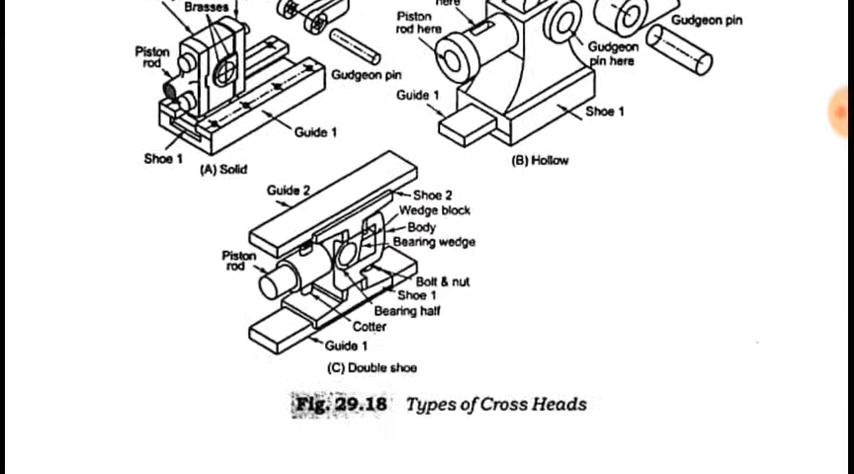 Brasses
Piston
rod
Gudgeon pin
Guide 1
Shoe 1
(A) Solid
here
Piston
rod here
Gudgeon pin
Gudgeon
pin here
Guide 1
Shoe 1
(B) Hollow
Guide 2
Shoe 2
Wedge block
Body
Bearing wedge
Piston
rod
Bolt & nut
Shoe 1
Bearing half
Cotter
Guide 1
(C) Double shoe
Fig. 29.18 Types of Cross Heads